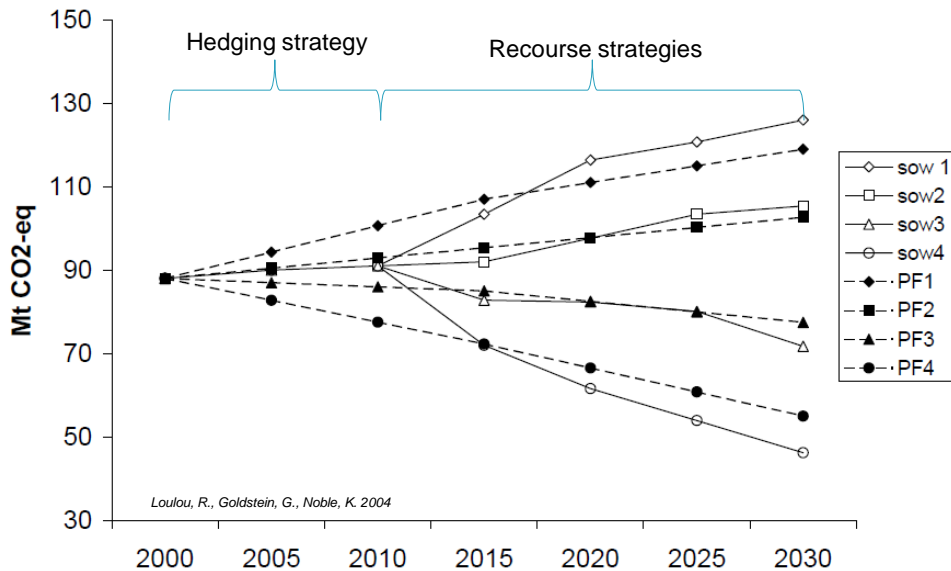 Hedging strategy
Recourse strategies
Mt CO2-eq
150
130
110
90
70
50
30
2000 2005 2010 2015 2020 2025 2030
sow 1
sow2
sow3
sow4
PF1
PF2
PF3
PF4
Loulou, R., Goldstein, G., Noble, K. 2004